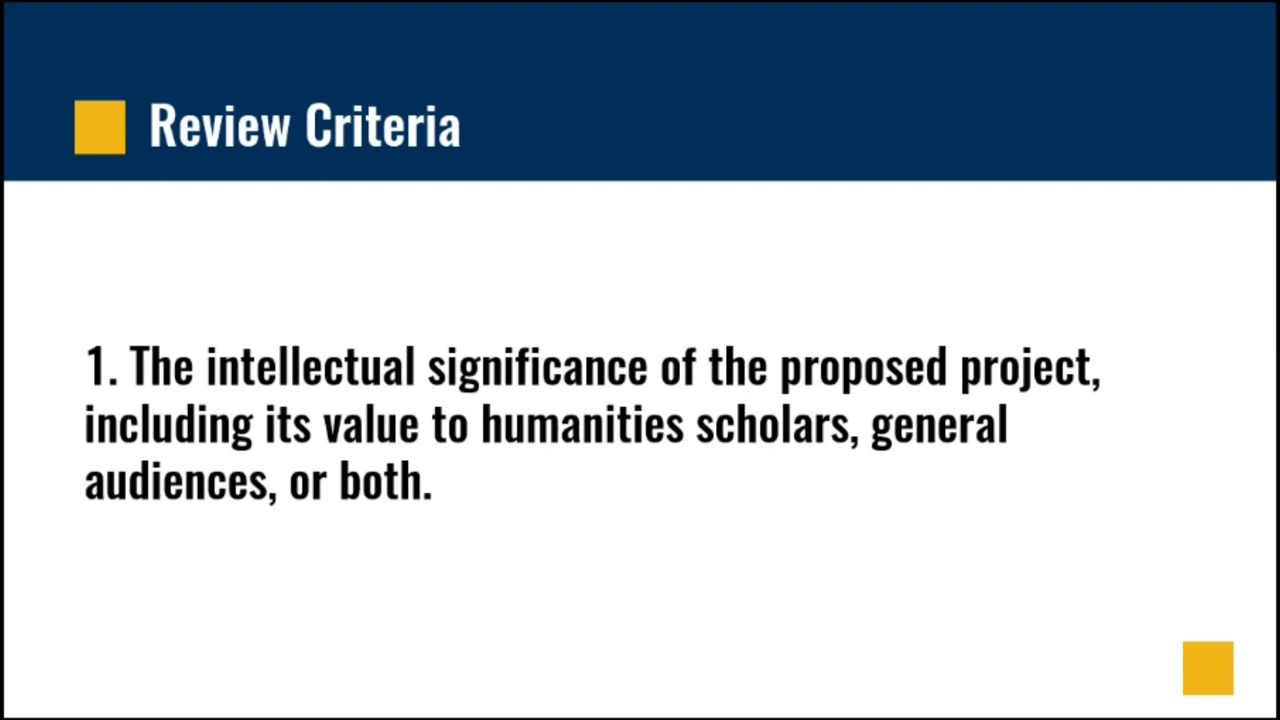 Review Criteria
1. The intellectual significance of the proposed project,
including its value to humanities scholars, general
audiences, or both.